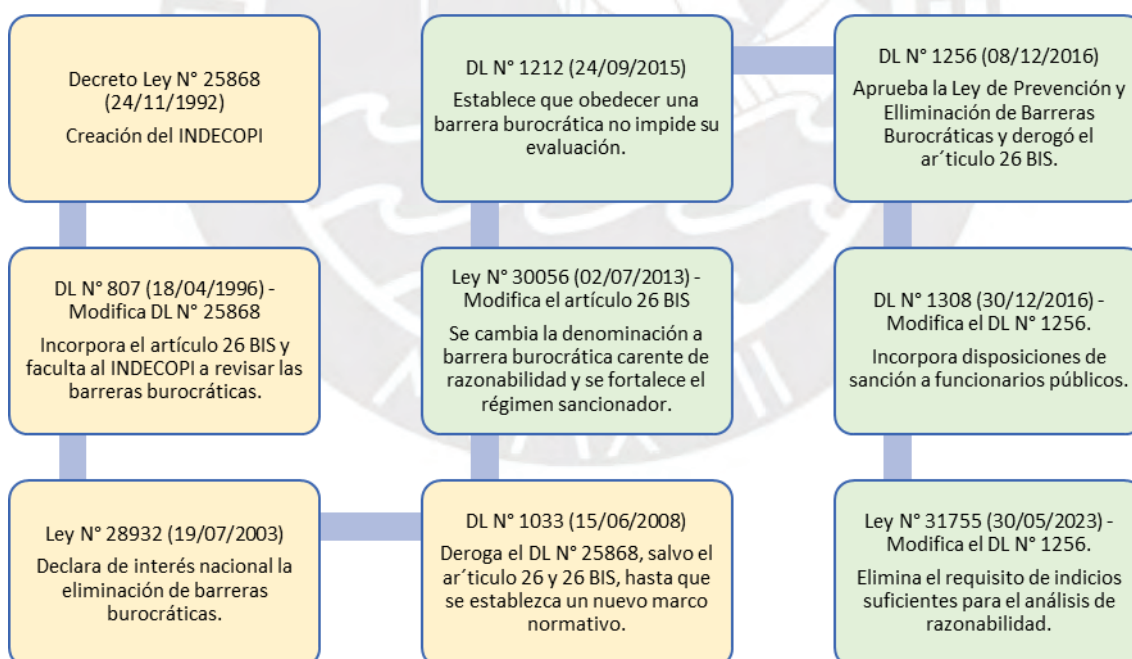 Decreto Ley N° 25868
(24/11/1992)
Creación del INDECOPI
DL N° 807 (18/04/1996) -
Modifica DL N° 25868
Incorpora el artículo 26 BIS y
faculta al INDECOPI a revisar las
barreras burocráticas.
Ley N° 28932 (19/07/2003)
Declara de interés nacional la
eliminación de barreras
burocráticas.
DL N° 1033 (15/06/2008)
Deroga el DL N° 25868, salvo el
ar´ticulo 26 y 26 BIS, hasta que
se establezca un nuevo marco
normativo.
Ley N° 30056 (02/07/2013) -
Modifica el artículo 26 BIS
Se cambia la denominación a
barrera burocrática carente de
razonabilidad y se fortalece el
régimen sancionador.
DL N° 1212 (24/09/2015)
Establece que obedecer una
barrera burocrática no impide su
evaluación.
DL N° 1256 (08/12/2016)
Aprueba la Ley de Prevención y
Elliminación de Barreras
Burocráticas y derogó el
ar´ticulo 26 BIS.
DL N° 1308 (30/12/2016) -
Modifica el DL N° 1256.
Incorpora disposiciones de
sanción a funcionarios públicos.
Ley N° 31755 (30/05/2023) -
Modifica el DL N° 1256.
Elimina el requisito de indicios
suficientes para el análisis de
razonabilidad.